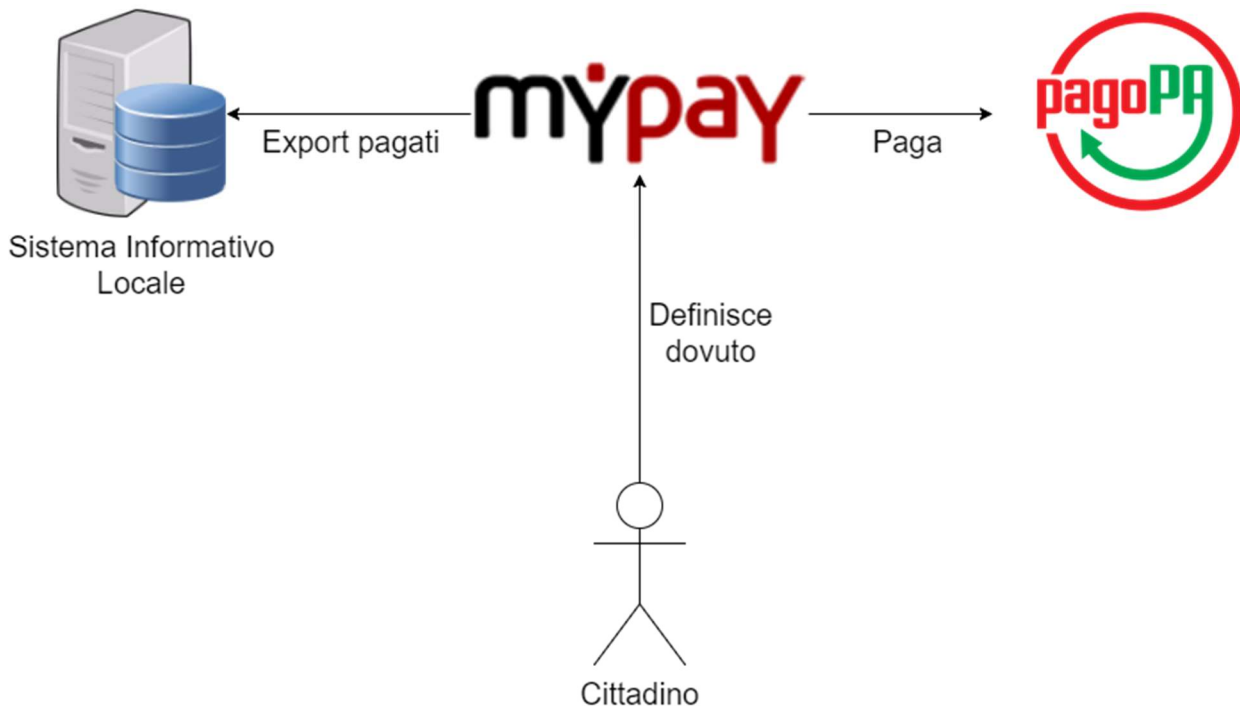 mypay
pagoPA
Export pagati
Paga
Sistema Informativo
Locale
Definisce
dovuto
Cittadino